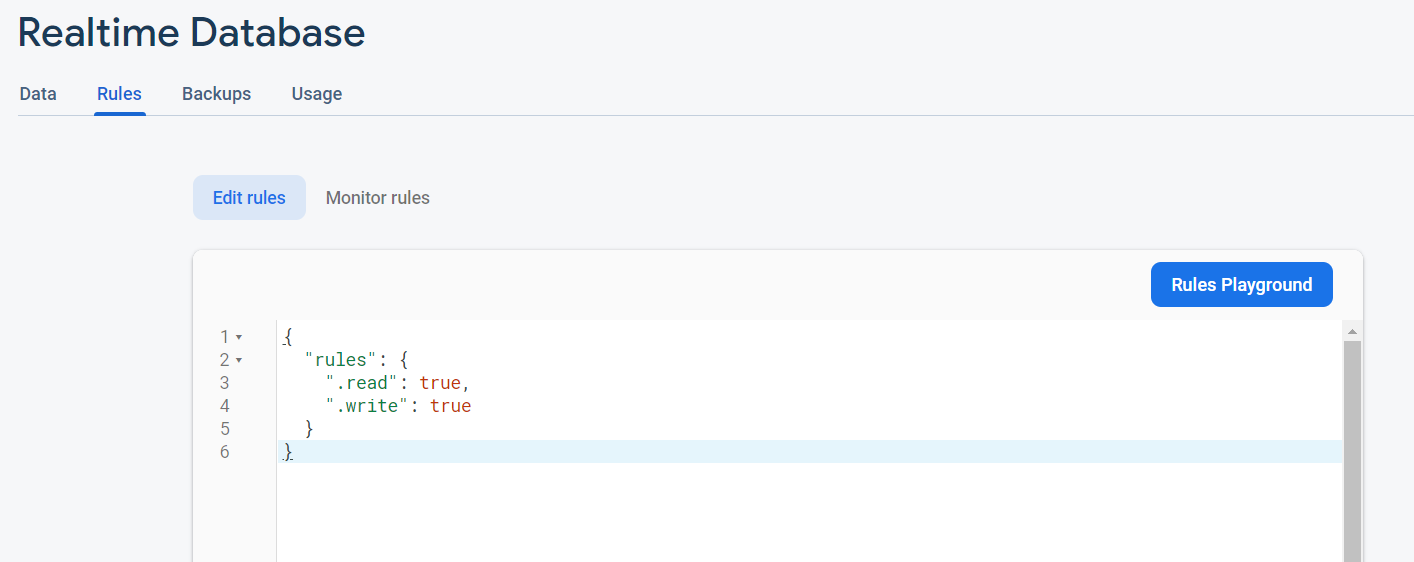 Realtime Database
Data Rules Backups Usage
Edit rules Monitor rules
Rules Playground
1 {
2 "rules": {
3 ".read": true,
4 ".write": true
5 }
6 }